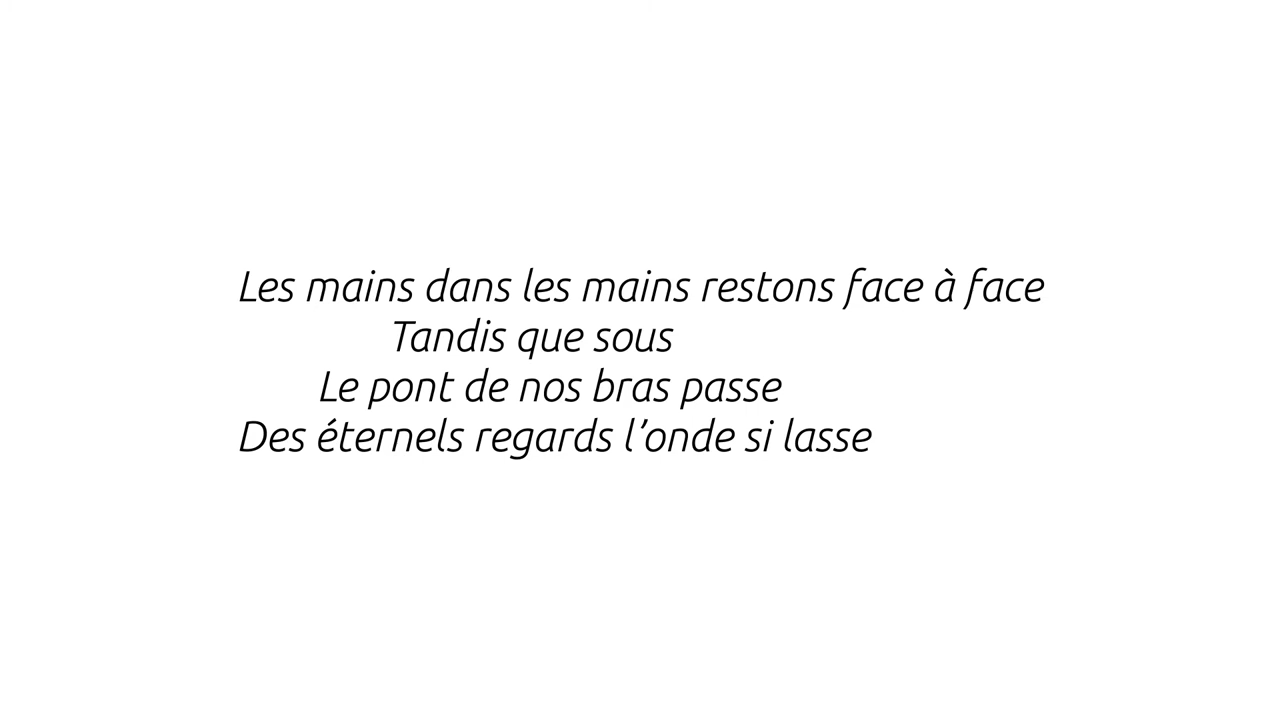 Les mains dans les mains restons face à face
Tandis que sous
Le pont de nos bras passe
Des éternels regards l’onde si lasse